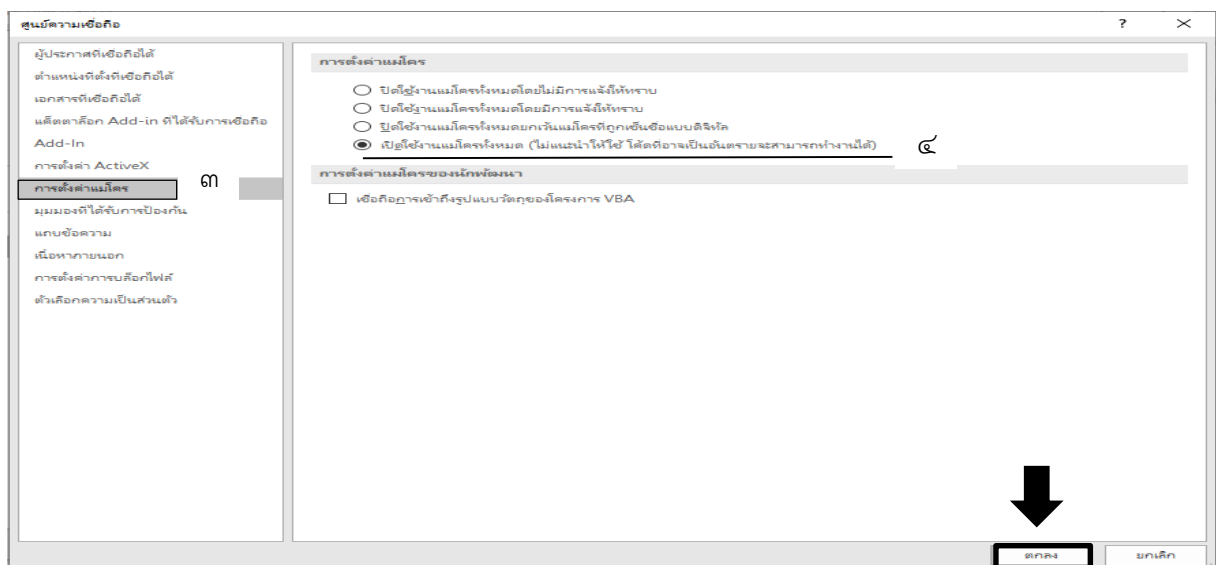 ศูนย์ความเชื่อถือ
?
ผู้ประกาศที่เชื่อถือได้
ตำแหน่งที่ตั้งที่เชื่อถือได้
เอกสารที่เชื่อถือได้
แค็ตตาล็อก Add-in ที่ได้รับการเชื่อถือ
Add-In
การตั้งค่า ActiveX
การตั้งค่าแมโคร
๓
มุมมองที่ได้รับการป้องกัน
แถบข้อความ
เนื้อหาภายนอก
การตั้งค่าการบล็อกไฟล์
ตัวเลือกความเป็นส่วนตัว
การตั้งค่าแมโคร
ปิดใช้งานแมโครทั้งหมดโดยไม่มีการแจ้งให้ทราบ
ปิดใช้งานแมโครทั้งหมดโดยมีการแจ้งให้ทราบ
ปิดใช้งานแมโครทั้งหมดยกเว้นแมโครที่ถูกเซ็นชื่อแบบดิจิทัล
เปิดใช้งานแมโครทั้งหมด (ไม่แนะนำให้ใช้ โค้ดที่อาจเป็นอันตรายจะสามารถทำงานได้)
๔
การตั้งค่าแมโครของนักพัฒนา
เชื่อถือการเข้าถึงรูปแบบวัตถุของโครงการ VBA
ตกลง
ยกเลิก